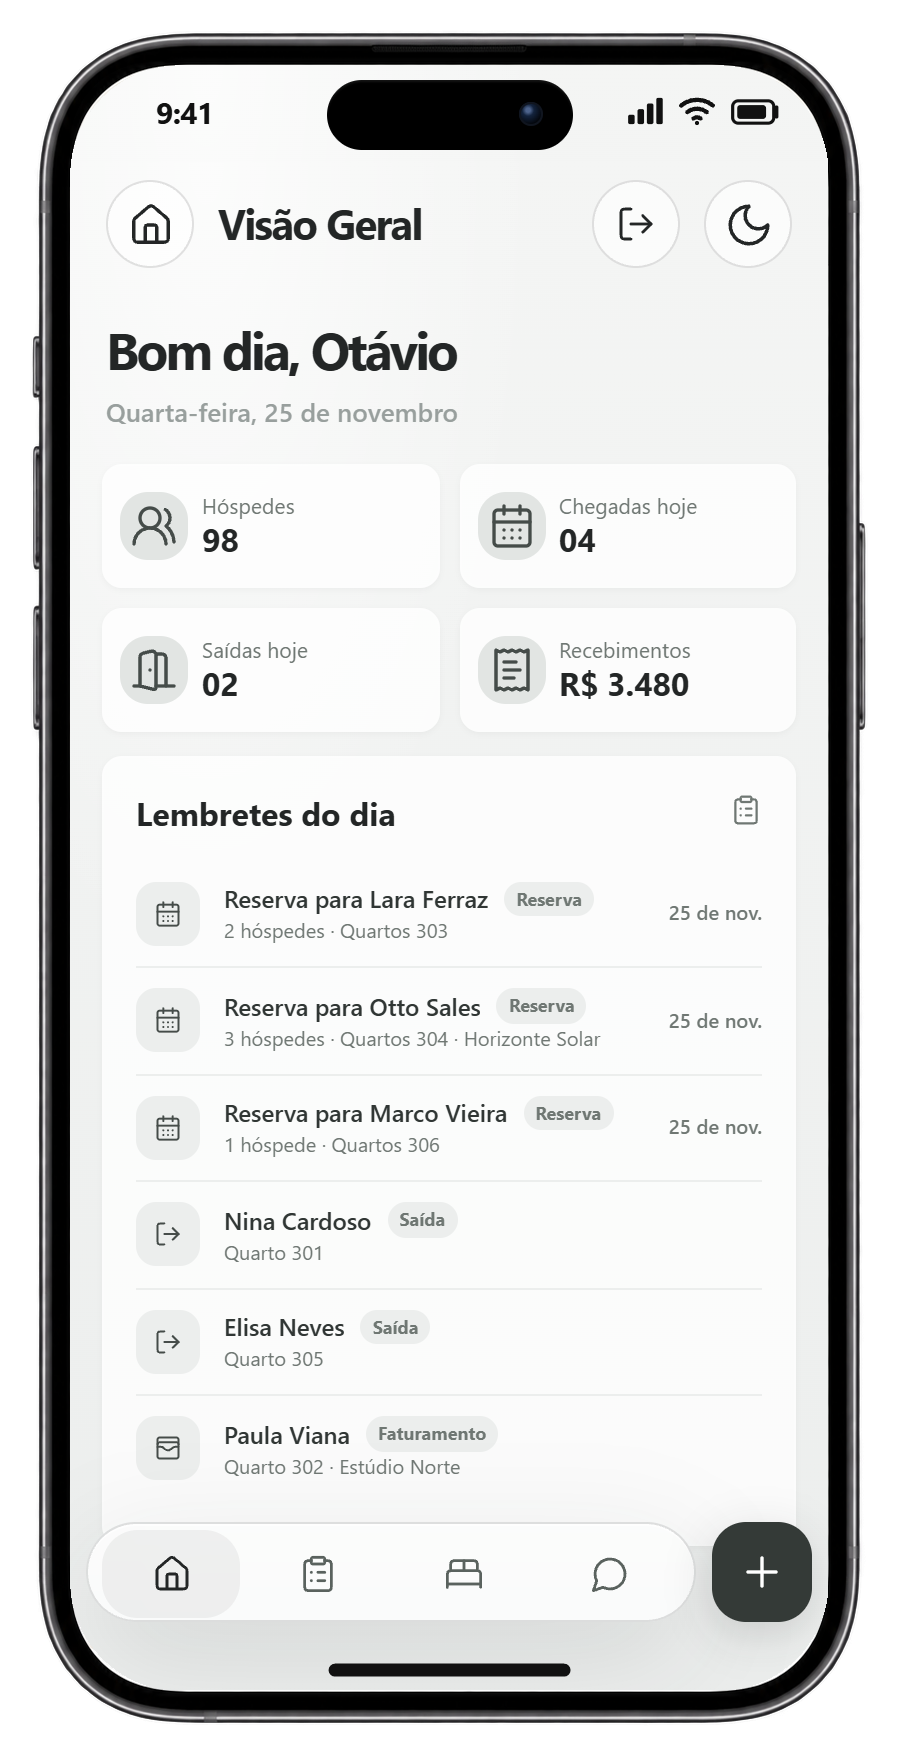 9:41
Visão Geral
Bom dia, Otávio
Quarta-feira, 25 de novembro
Hóspedes
98
Chegadas hoje
04
Saídas hoje
02
Recebimentos
R$ 3.480
Lembretes do dia
Reserva para Lara Ferraz Reserva
2 hóspedes · Quartos 303
25 de nov.
Reserva para Otto Sales Reserva
3 hóspedes · Quartos 304 · Horizonte Solar
25 de nov.
Reserva para Marco Vieira Reserva
1 hóspede · Quartos 306
25 de nov.
Nina Cardoso Saída
Quarto 301
Elisa Neves Saída
Quarto 305
Paula Viana Faturamento
Quarto 302 · Estúdio Norte